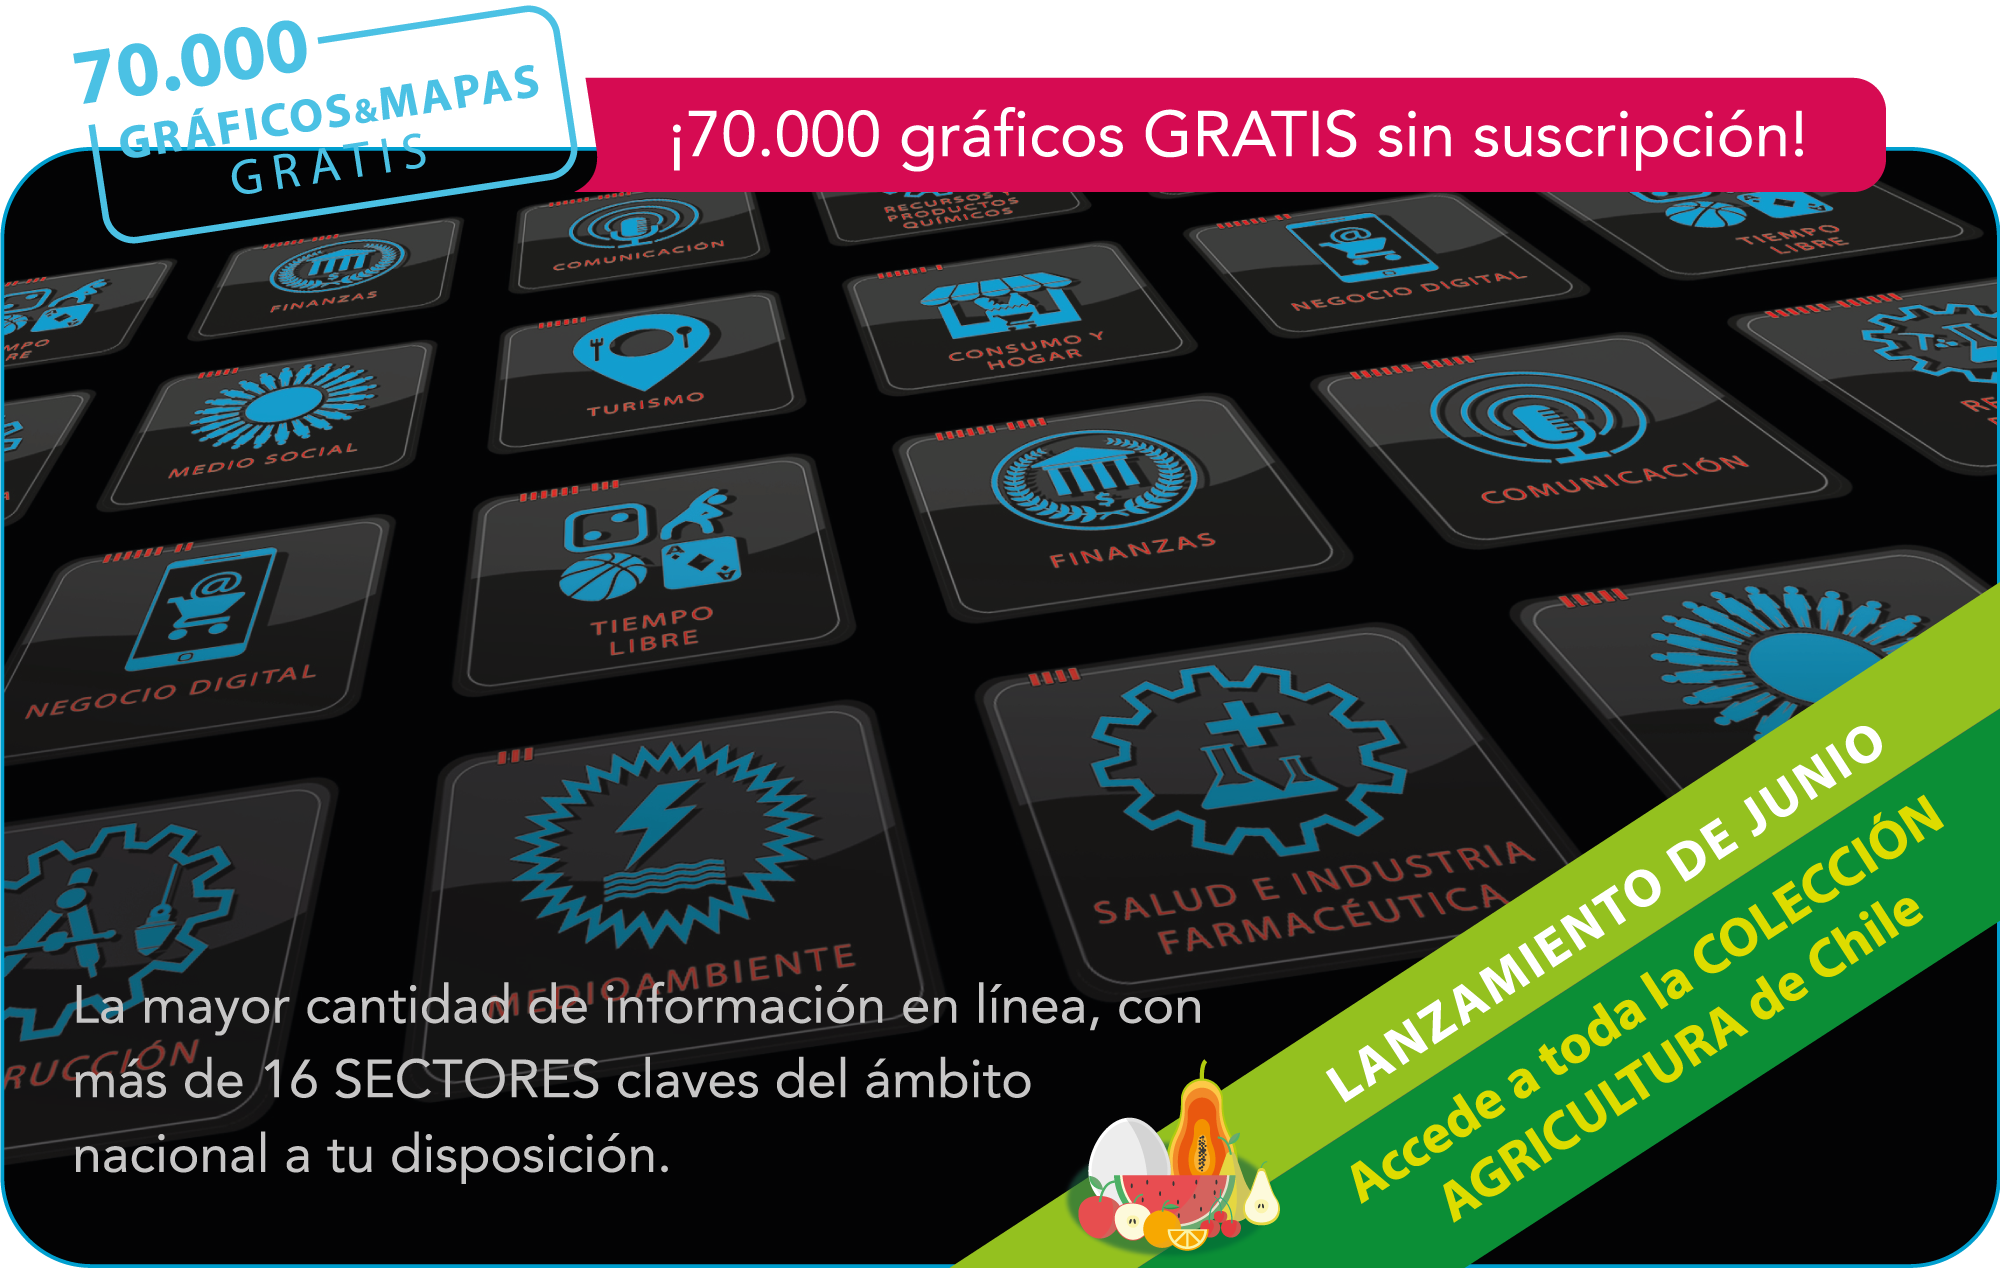 70.000
GRÁFICOS&MAPAS
GRATIS
¡70.000 gráficos GRATIS sin suscripción!
RECURSOS Y
PRODUCTOS
QUÍMICOS
COMUNICACIÓN
FINANZAS
TIEMPO
LIBRE
NEGOCIO DIGITAL
CONSUMO Y
HOGAR
TURISMO
MEDIO SOCIAL
COMUNICACIÓN
FINANZAS
TIEMPO
LIBRE
NEGOCIO DIGITAL
SALUD E INDUSTRIA
FARMACÉUTICA
MEDIOAMBIENTE
RUCCIÓN
La mayor cantidad de información en línea, con
más de 16 SECTORES claves del ámbito
nacional a tu disposición.
LANZAMIENTO DE JUNIO
Accede a toda la COLECCIÓN
AGRICULTURA de Chile